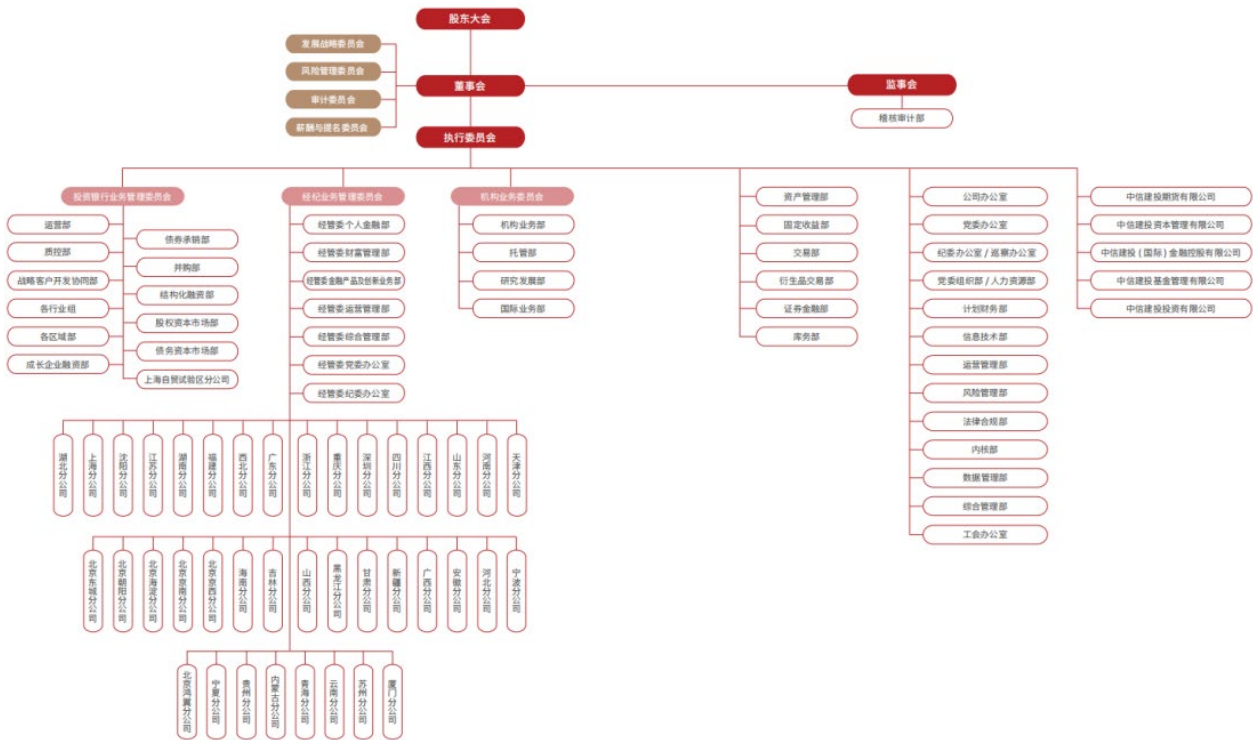 股东大会
发展战略委员会
风险管理委员会
审计委员会
薪酬与提名委员会
董事会
监事会
稽核审计部
执行委员会
投资银行业务管理委员会
运营部
质控部
战略客户开发协同部
各行业组
各区域部
成长企业融资部
债券承销部
并购部
结构化融资部
股权资本市场部
债务资本市场部
上海自贸试验区分公司
经纪业务管理委员会
经管委个人金融部
经管委财富管理部
经管委金融产品及创新业务部
经管委运营管理部
经管委综合管理部
经管委党委办公室
经管委纪委办公室
机构业务委员会
机构业务部
托管部
研究发展部
国际业务部
资产管理部
固定收益部
交易部
衍生品交易部
证券金融部
库务部
公司办公室
党委办公室
纪委办公室 / 巡察办公室
党委组织部 / 人力资源部
计划财务部
信息技术部
运营管理部
风险管理部
法律合规部
内核部
数据管理部
综合管理部
工会办公室
中信建投期货有限公司
中信建投资本管理有限公司
中信建投（国际）金融控股有限公司
中信建投基金管理有限公司
中信建投投资有限公司
湖北分公司
上海分公司
沈阳分公司
江苏分公司
湖南分公司
福建分公司
西北分公司
广东分公司
浙江分公司
重庆分公司
深圳分公司
四川分公司
江西分公司
山东分公司
河南分公司
天津分公司
北京东城分公司
北京朝阳分公司
北京海淀分公司
北京京南分公司
北京京西分公司
海南分公司
吉林分公司
山西分公司
黑龙江分公司
甘肃分公司
新疆分公司
广西分公司
安徽分公司
河北分公司
宁波分公司
北京鸿翼分公司
宁夏分公司
贵州分公司
内蒙古分公司
青海分公司
云南分公司
苏州分公司
厦门分公司